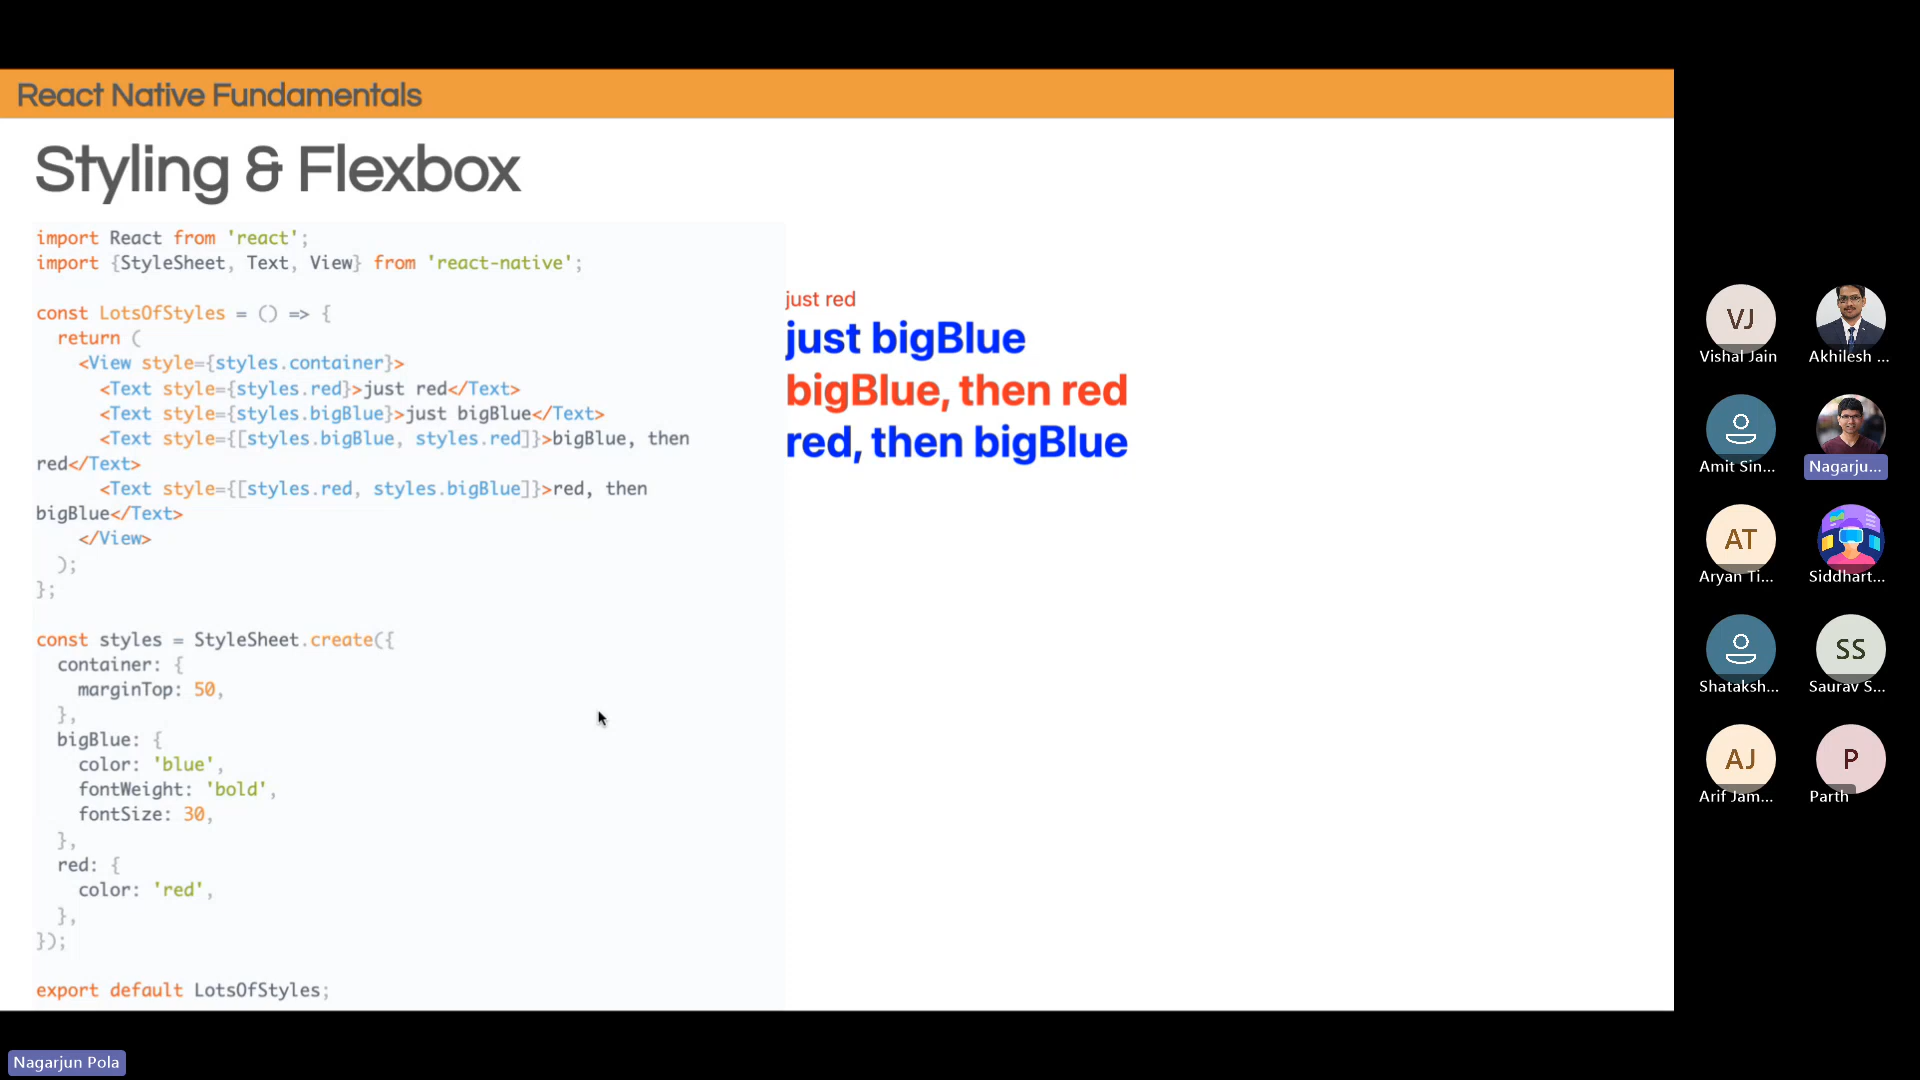 React Native Fundamentals
Styling & Flexbox
import React from 'react';
import {StyleSheet, Text, View} from 'react-native';
const LotsOfStyles = () => {
  return (
    <View style={styles.container}>
      <Text style={styles.red}>just red</Text>
      <Text style={styles.bigBlue}>just bigBlue</Text>
      <Text style={[styles.bigBlue, styles.red]}>bigBlue, then
red</Text>
      <Text style={[styles.red, styles.bigBlue]}>red, then
bigBlue</Text>
    </View>
  );
};
const styles = StyleSheet.create({
  container: {
    marginTop: 50,
  },
  bigBlue: {
    color: 'blue',
    fontWeight: 'bold',
    fontSize: 30,
  },
  red: {
    color: 'red',
  },
});
export default LotsOfStyles;
just red
just bigBlue
bigBlue, then red
red, then bigBlue
VJ
Vishal Jain
Akhilesh ...
Amit Sin...
Nagarju...
AT
Aryan Ti...
Siddhart...
Shataksh...
SS
Saurav S...
AJ
Arif Jam...
P
Parth
Nagarjun Pola